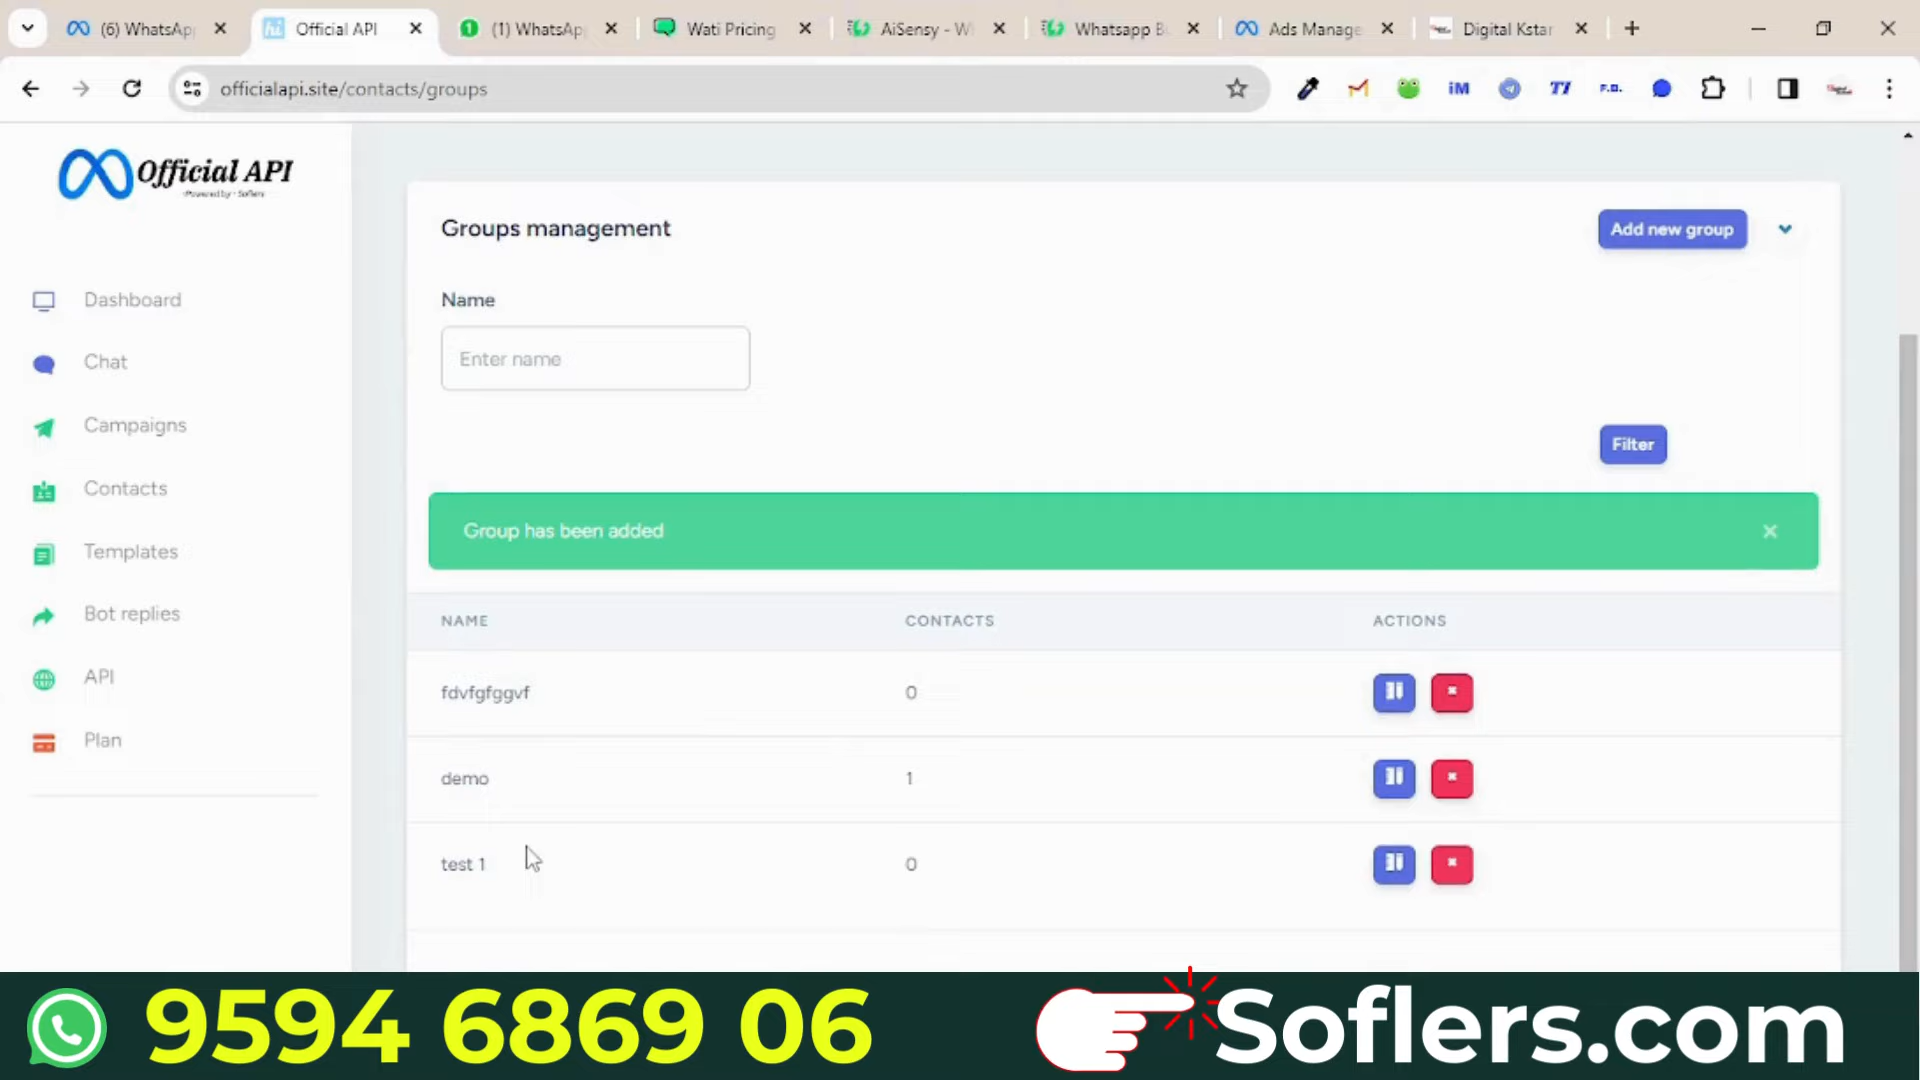 (6) WhatsAp
Official API
(1) WhatsApp
Wati Pricing
AiSensy - W
Whatsapp B
Ads Manage
Digital Kstar
officialapi.site/contacts/groups
iM
F.B.
Official API
-Powered by - Soflers
Dashboard
Chat
Campaigns
Contacts
Templates
Bot replies
API
Plan
Groups management
Add new group
Name
Enter name
Filter
Group has been added
NAME
CONTACTS
ACTIONS
fdvfgfggvf
0
demo
1
test 1
0
9594 6869 06
Soflers.com